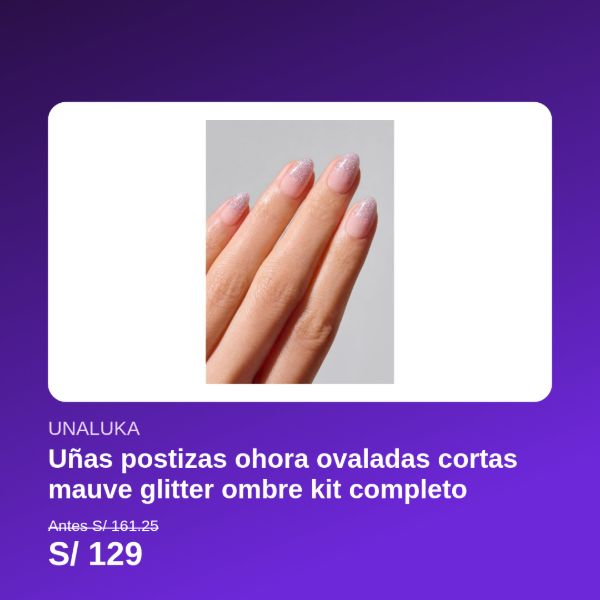 UNALUKA
Uñas postizas ohora ovaladas cortas
mauve glitter ombre kit completo
Antes S/ 161.25
S/ 129